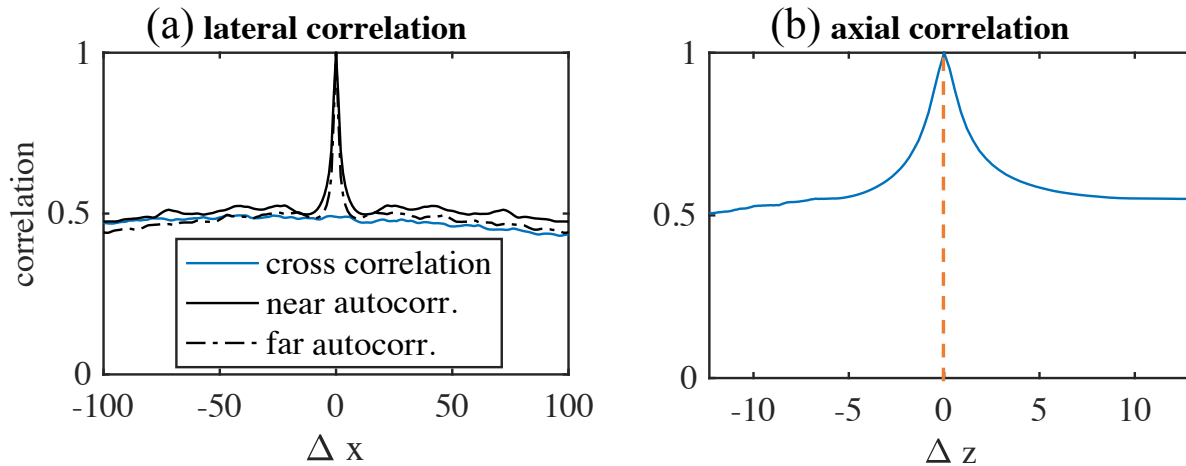 (a) lateral correlation
1
0.5
0
correlation
cross correlation
near autocorr.
far autocorr.
-100 -50 0 50 100
Δ x
(b) axial correlation
1
0.5
0
-10 -5 0 5 10
Δ z